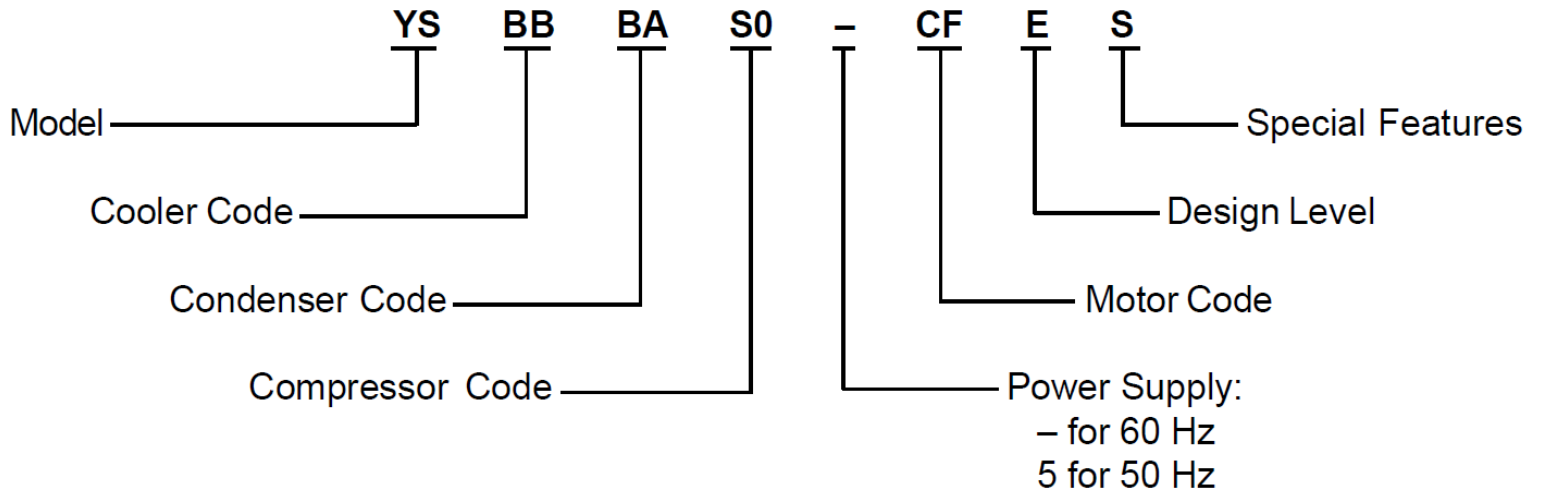 YS BB BA S0 – CF E S
Model
Special Features
Cooler Code
Design Level
Condenser Code
Motor Code
Compressor Code
Power Supply:
– for 60 Hz
5 for 50 Hz